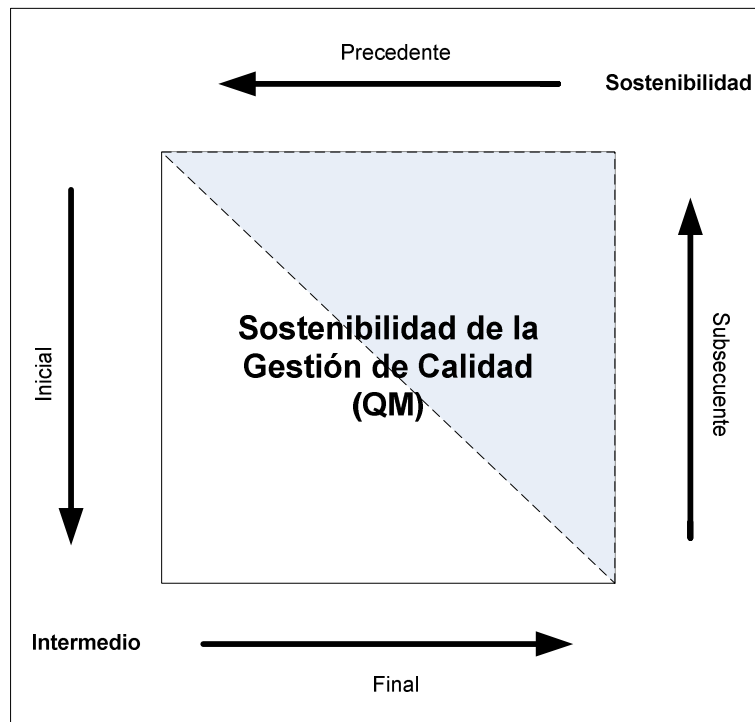 Precedente
Sostenibilidad
Inicial
Sostenibilidad de la
Gestión de Calidad
(QM)
Subsecuente
Intermedio
Final